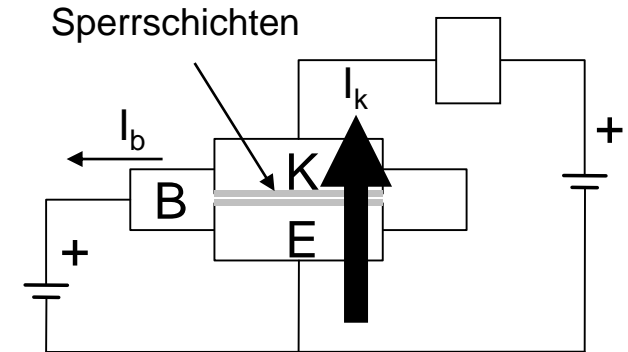 Sperrschichten
I_k
+
I_b
K
B
E
+